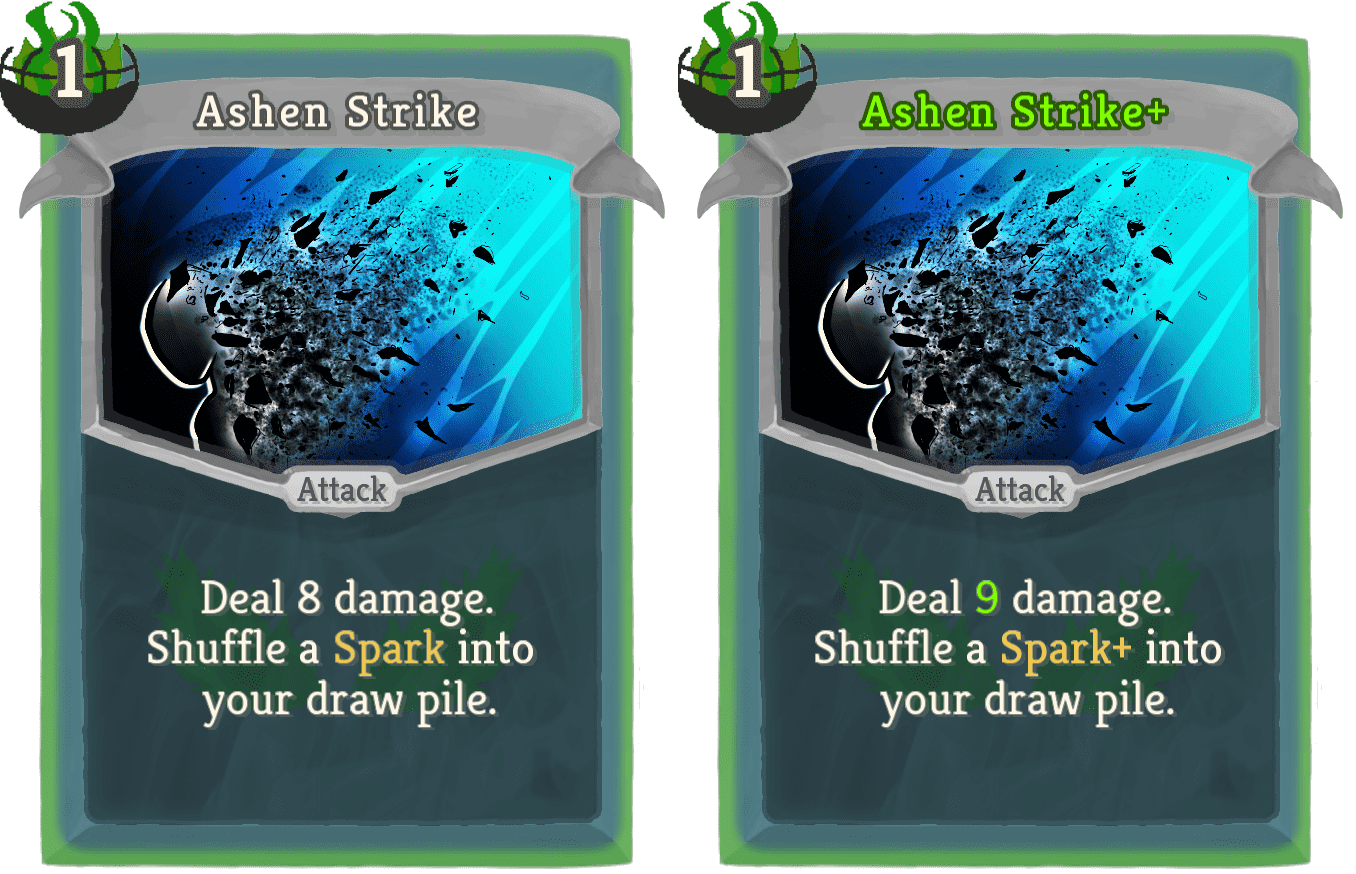 1
Ashen Strike
Attack
Deal 8 damage.
Shuffle a Spark into
your draw pile.
1
Ashen Strike+
Attack
Deal 9 damage.
Shuffle a Spark+ into
your draw pile.